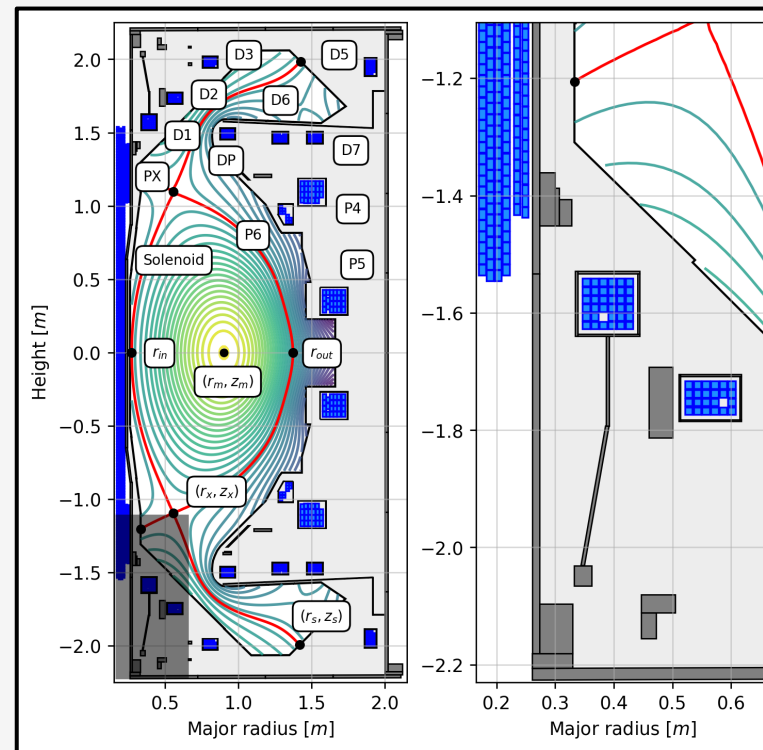 D3
D5
D2
D6
D1
D7
DP
PX
P4
P6
Solenoid
P5
r_in
r_out
(r_m, z_m)
(r_x, z_x)
(r_s, z_s)
2.0
1.5
1.0
0.5
0.0
−0.5
−1.0
−1.5
−2.0
Height [m]
0.5 1.0 1.5 2.0
Major radius [m]
−1.2
−1.4
−1.6
−1.8
−2.0
−2.2
0.2 0.3 0.4 0.5 0.6
Major radius [m]